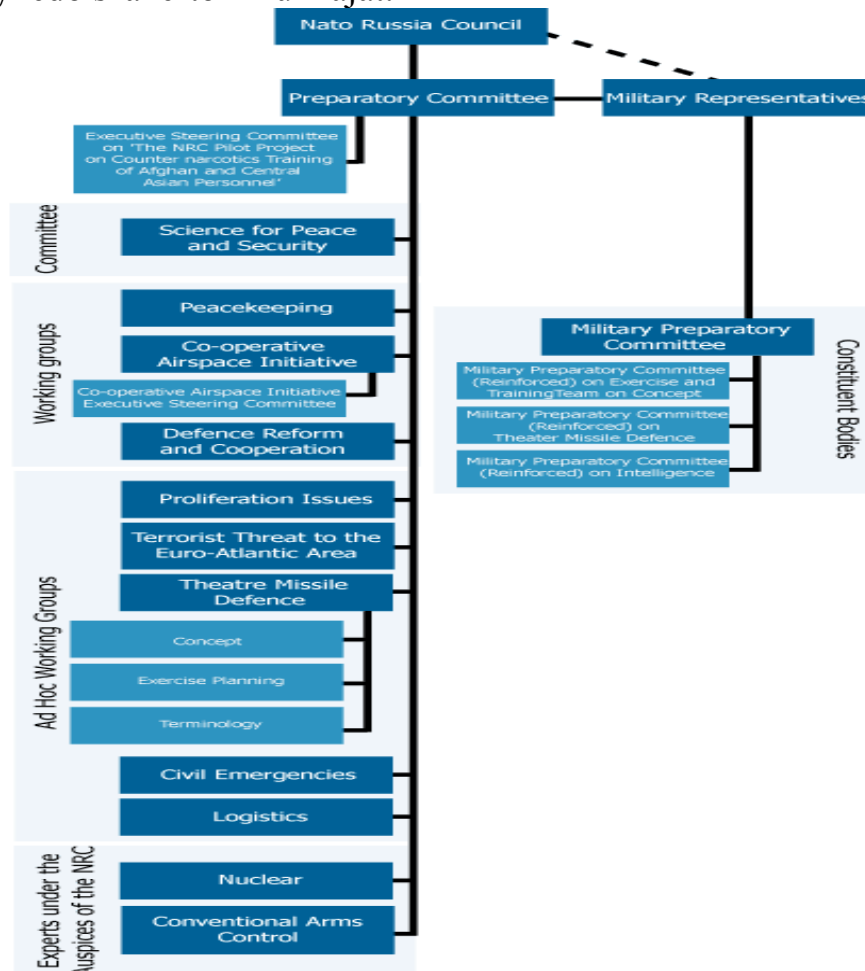 Nato Russia Council
Preparatory Committee
Military Representatives
Executive Steering Committee
on 'The NRC Pilot Project
on Counter narcotics Training
of Afghan and Central
Asian Personnel'
Committee
Science for Peace
and Security
Working groups
Peacekeeping
Co-operative
Airspace Initiative
Co-operative Airspace Initiative
Executive Steering Committee
Defence Reform
and Cooperation
Ad Hoc Working Groups
Proliferation Issues
Terrorist Threat to the
Euro-Atlantic Area
Theatre Missile
Defence
Concept
Exercise Planning
Terminology
Civil Emergencies
Logistics
Experts under the
Auspices of the NRC
Nuclear
Conventional Arms
Control
Constituent Bodies
Military Preparatory
Committee
Military Preparatory Committee
(Reinforced) on Exercise and
TrainingTeam on Concept
Military Preparatory Committee
(Reinforced) on
Theater Missile Defence
Military Preparatory Committee
(Reinforced) on Intelligence